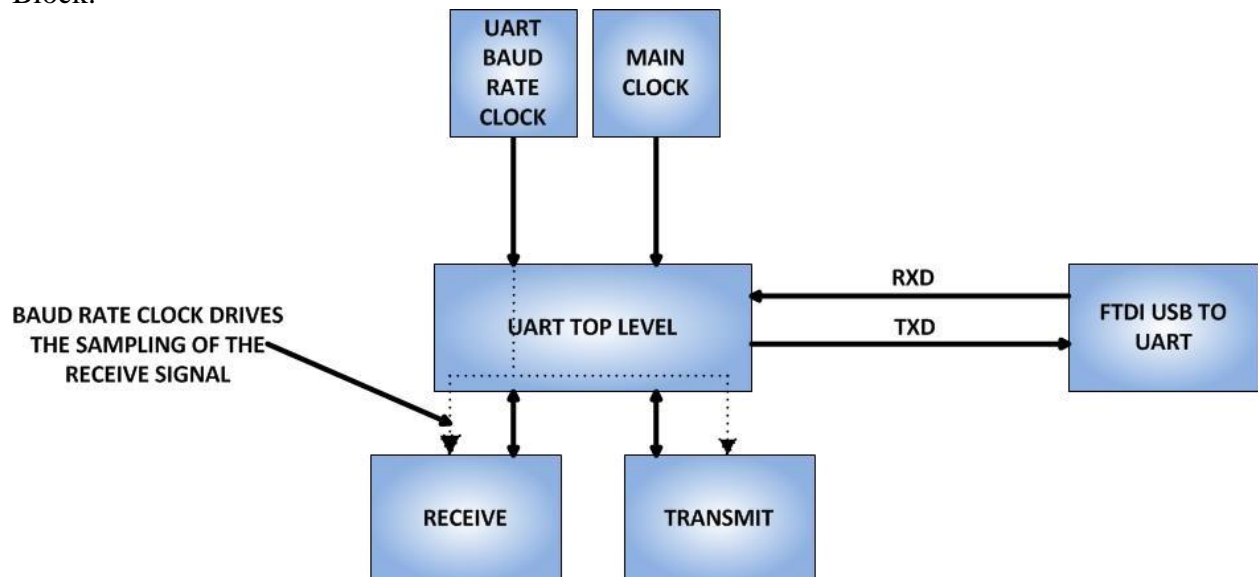 Block.
UART
BAUD
RATE
CLOCK
MAIN
CLOCK
RXD
UART TOP LEVEL
TXD
FTDI USB TO
UART
BAUD RATE CLOCK DRIVES
THE SAMPLING OF THE
RECEIVE SIGNAL
RECEIVE
TRANSMIT